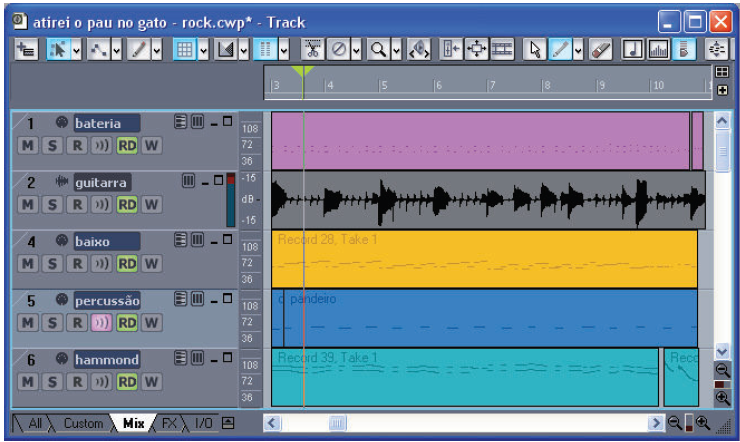 atirei o pau no gato - rock.cwp* - Track
3 4 5 6 7 8 9 10
1 bateria
M S R RD W
108
72
36
2 guitarra
M S R RD W
-15
dB -
-15
4 baixo
M S R RD W
108
72
36
Record 28, Take 1
5 percussão
M S R RD W
108
72
36
pandeiro
6 hammond
M S R RD W
108
72
36
Record 39, Take 1
Reco
All Custom Mix FX I/O